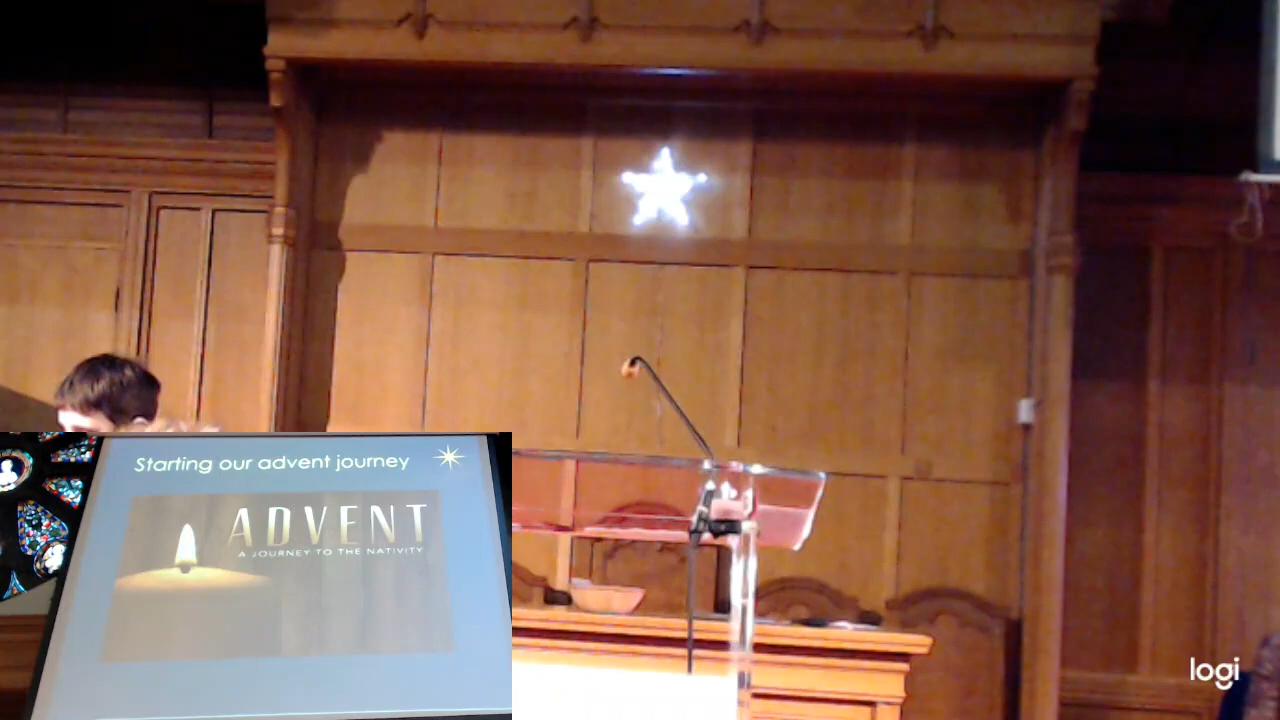 Starting our advent journey
ADVENT
A JOURNEY TO THE NATIVITY
logi